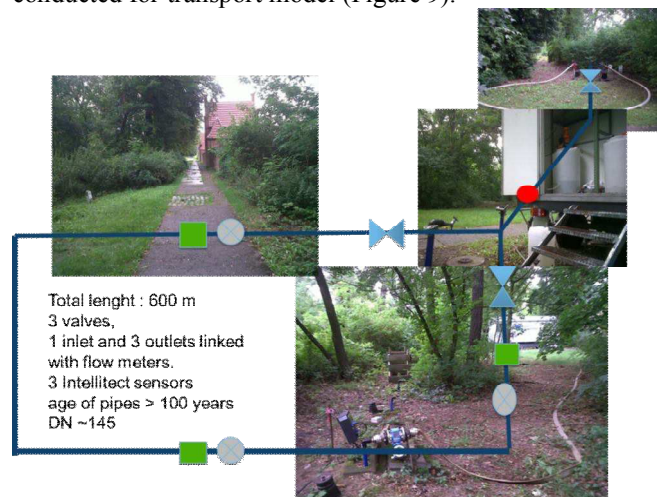 conducted for transport model (Figure 9).
Total lenght : 600 m
3 valves,
1 inlet and 3 outlets linked
with flow meters.
3 Intellitect sensors
age of pipes > 100 years
DN ~145